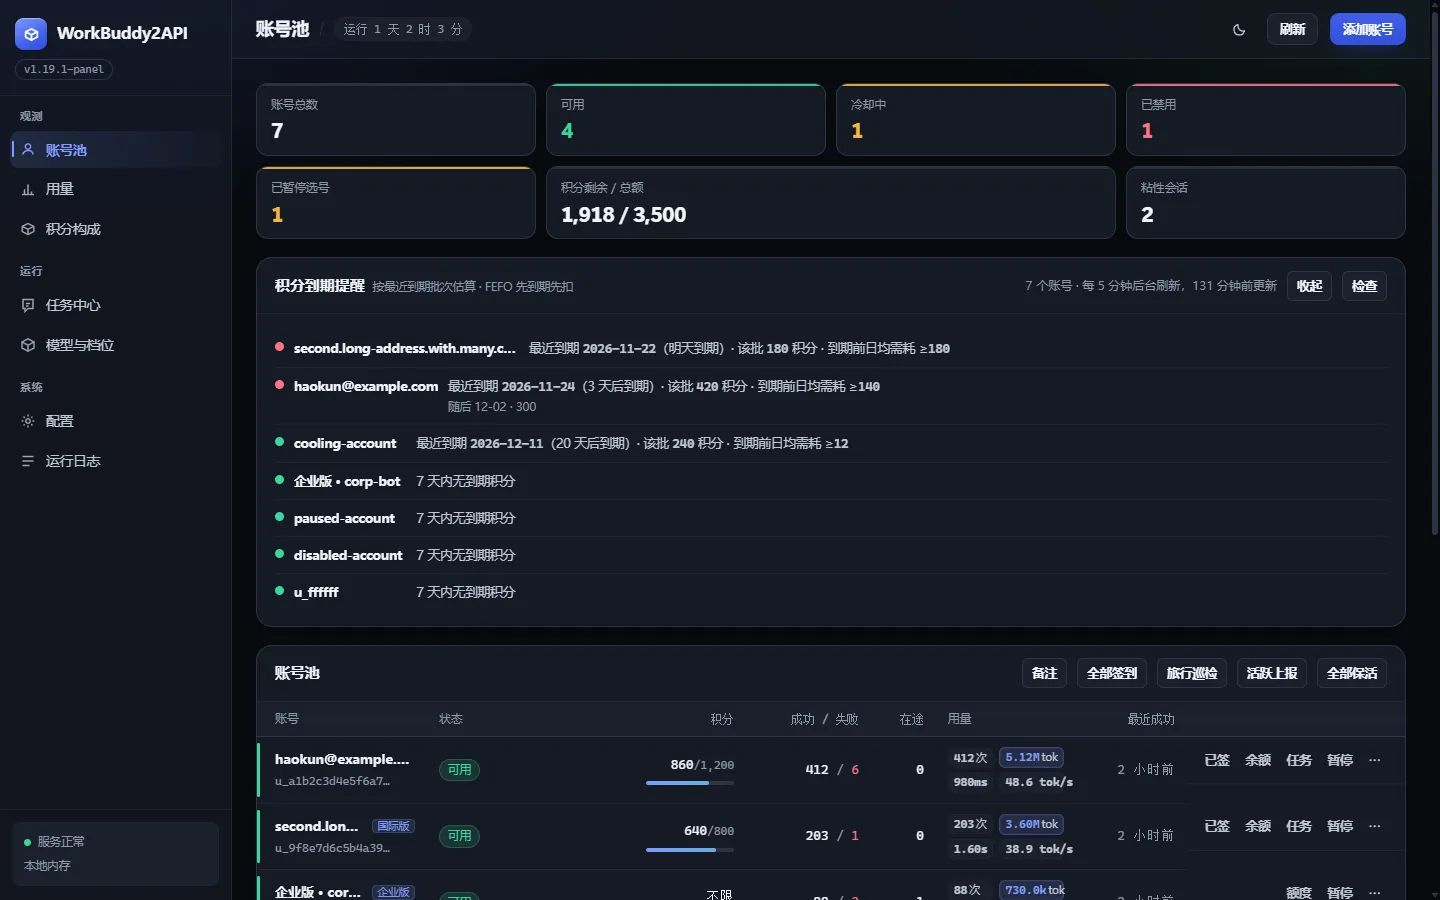 WorkBuddy2API
v1.19.1-panel
观测
账号池
用量
积分构成
运行
任务中心
模型与档位
系统
配置
运行日志
服务正常
本地内存
账号池 / 运行 1 天 2 时 3 分
刷新
添加账号
账号总数
7
可用
4
冷却中
1
已禁用
1
已暂停选号
1
积分剩余 / 总额
1,918 / 3,500
粘性会话
2
积分到期提醒 按最近到期批次估算 · FEFO 先到期先扣
7 个账号 · 每 5 分钟后台刷新，131 分钟前更新
收起
检查
second.long-address.with.many.c... 最近到期 2026-11-22（明天到期）· 该批 180 积分 · 到期前日均需耗 ≥180
haokun@example.com 最近到期 2026-11-24（3 天后到期）· 该批 420 积分 · 到期前日均需耗 ≥140
随后 12-02 · 300
cooling-account 最近到期 2026-12-11（20 天后到期）· 该批 240 积分 · 到期前日均需耗 ≥12
企业版 • corp-bot 7 天内无到期积分
paused-account 7 天内无到期积分
disabled-account 7 天内无到期积分
u_ffffff 7 天内无到期积分
账号池
备注
全部签到
旅行巡检
活跃上报
全部保活
账号 状态 积分 成功 / 失败 在途 用量 最近成功
haokun@example.... 可用 860/1,200 412 / 6 0 412次 5.12M tok 2 小时前 已签 余额 任务 暂停 ...
u_a1b2c3d4e5f6a7… 980ms 48.6 tok/s
second.lon... 国际版 可用 640/800 203 / 1 0 203次 3.60M tok 2 小时前 已签 余额 任务 暂停 ...
u_9f8e7d6c5b4a39… 1.60s 38.9 tok/s
企业版 • cor... 企业版 可用 不限 88次 730.0k tok 额度 暂停 ...